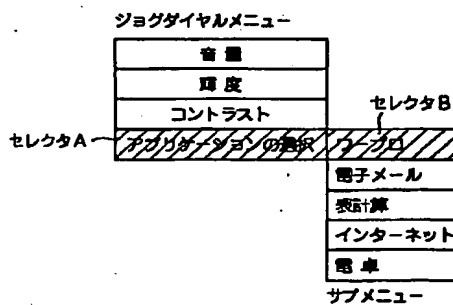 ジョグダイヤルメニュー
音量
輝度
コントラスト
セレクタB
セレクタA
アプリケーションの選択
ワープロ
電子メール
表計算
インターネット
電卓
サブメニュー